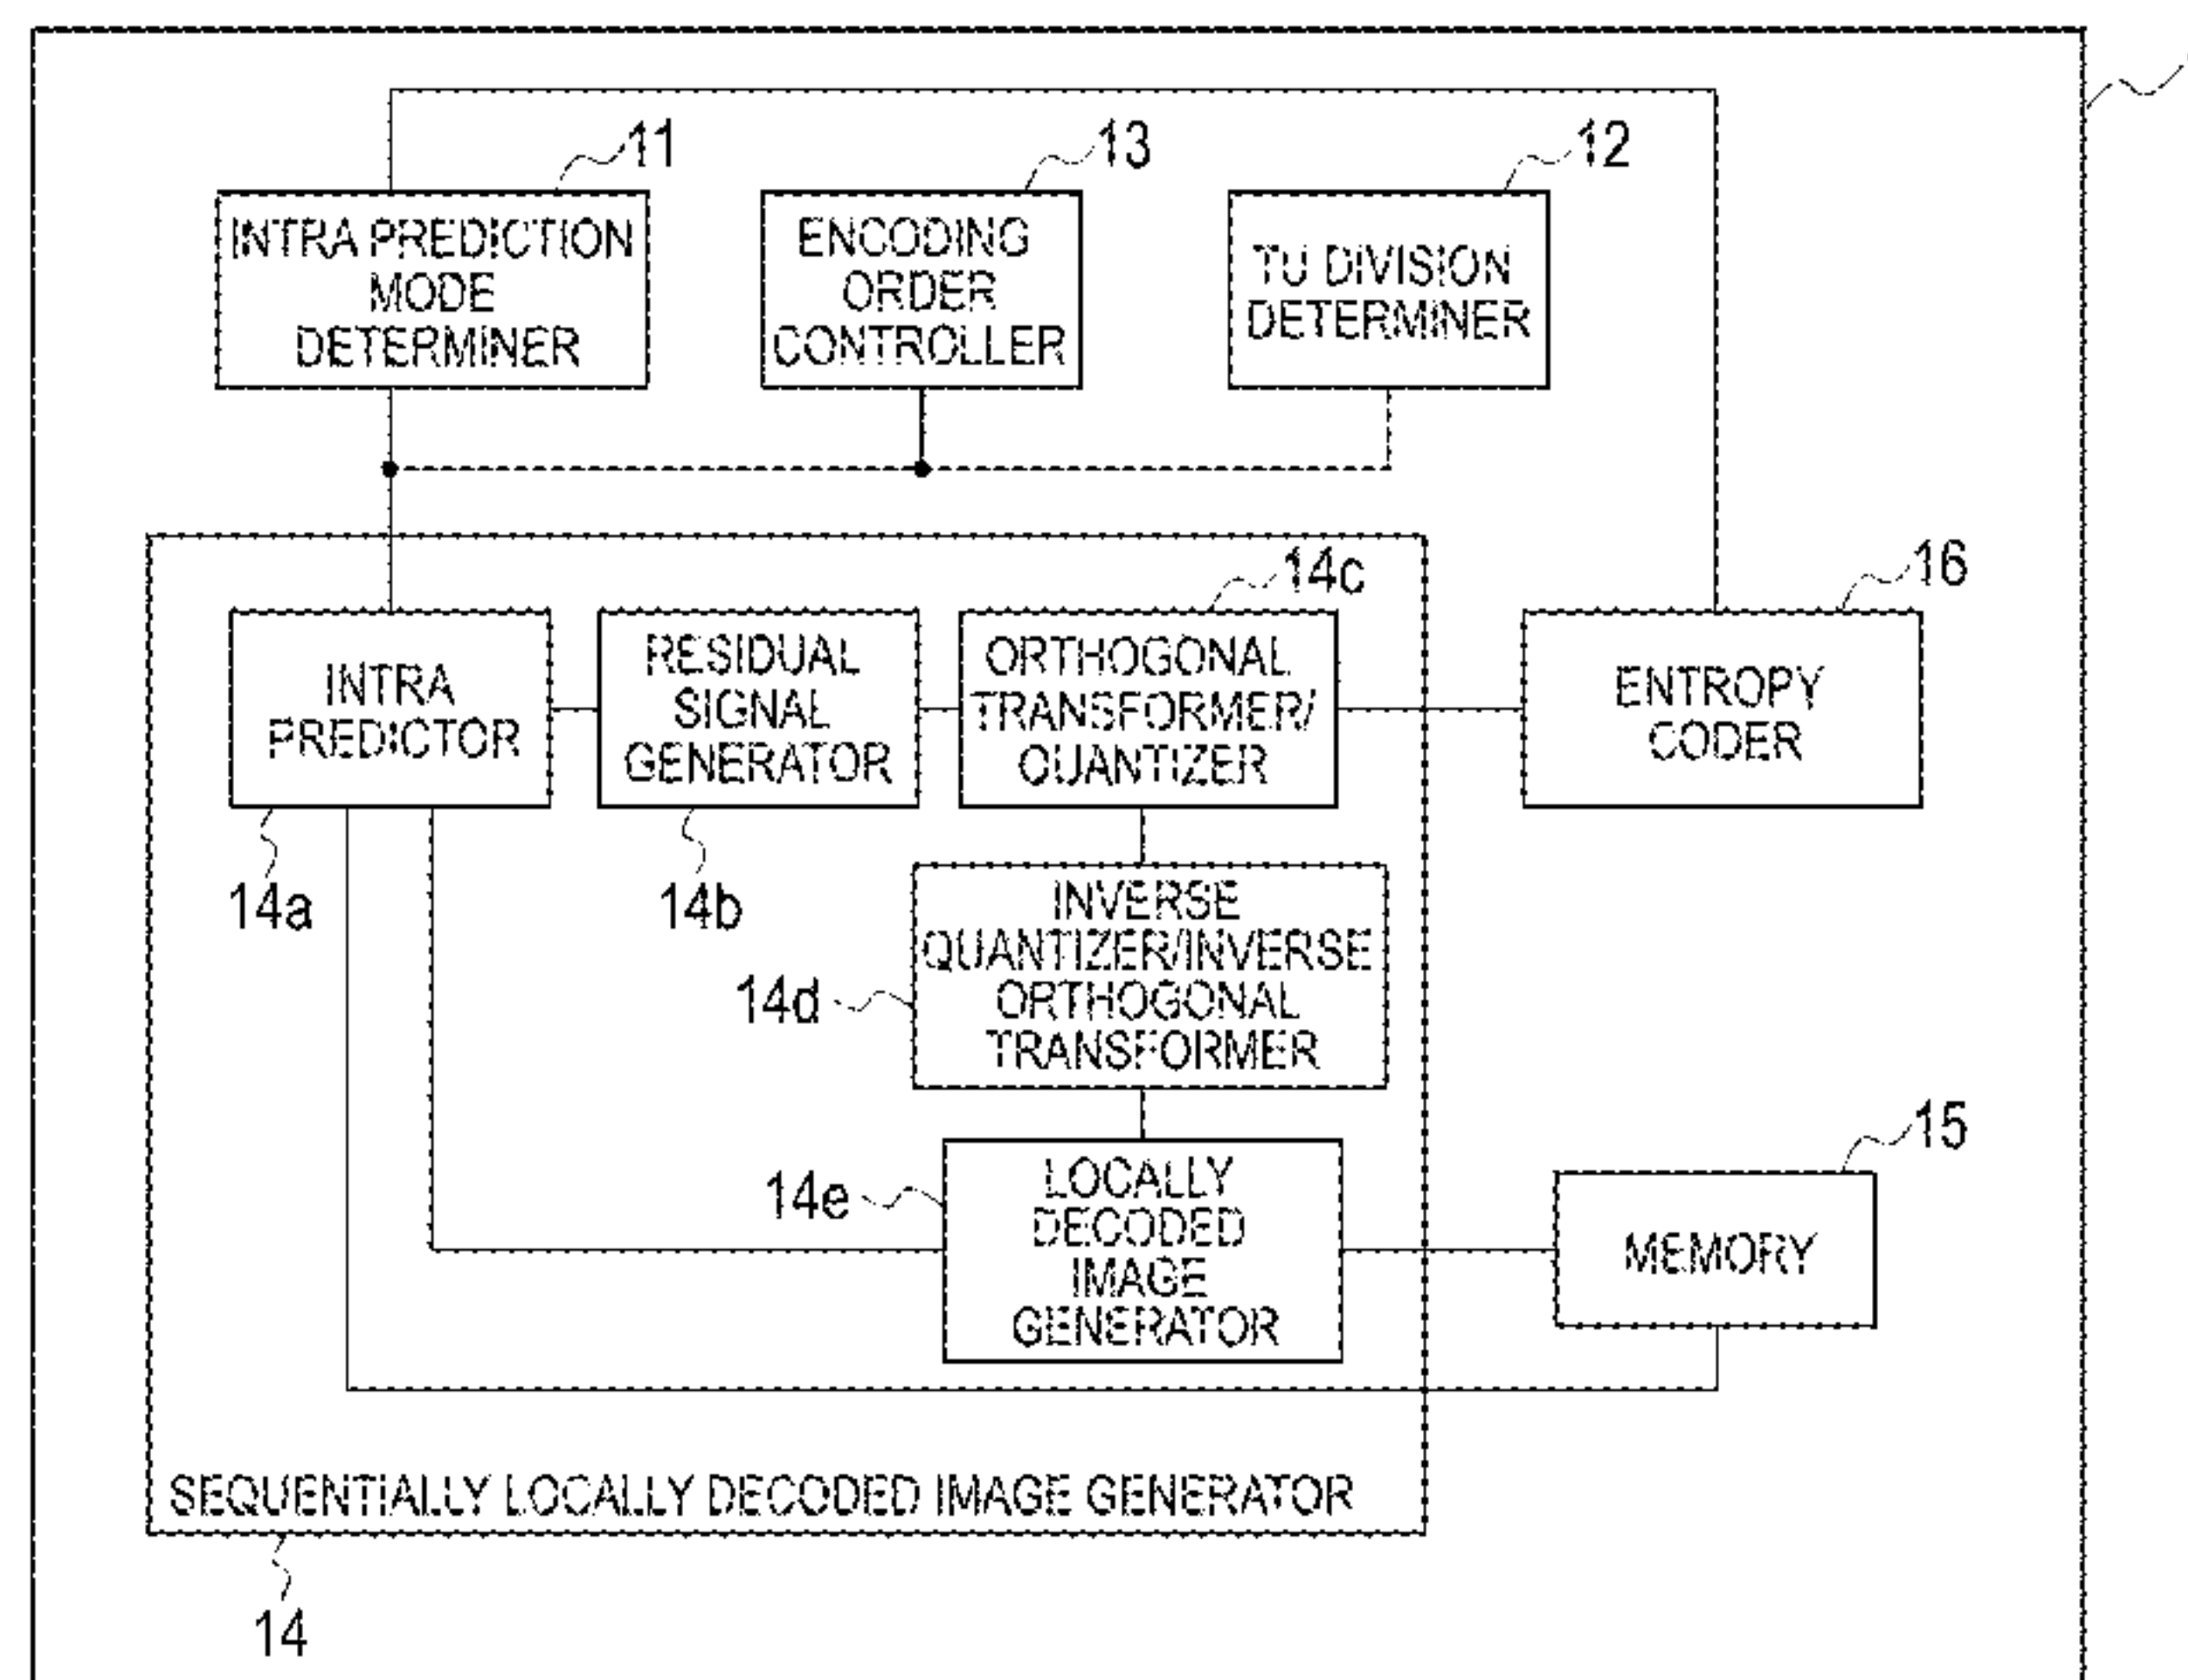 11
13
12
INTRA PREDICTION
MODE
DETERMINER
ENCODING
ORDER
CONTROLLER
TU DIVISION
DETERMINER
14c
16
INTRA
PREDICTOR
RESIDUAL
SIGNAL
GENERATOR
ORTHOGONAL
TRANSFORMER/
QUANTIZER
ENTROPY
CODER
14a
14b
INVERSE
QUANTIZER/INVERSE
ORTHOGONAL
TRANSFORMER
14d
15
14e
LOCALLY
DECODED
IMAGE
GENERATOR
MEMORY
SEQUENTIALLY LOCALLY DECODED IMAGE GENERATOR
14